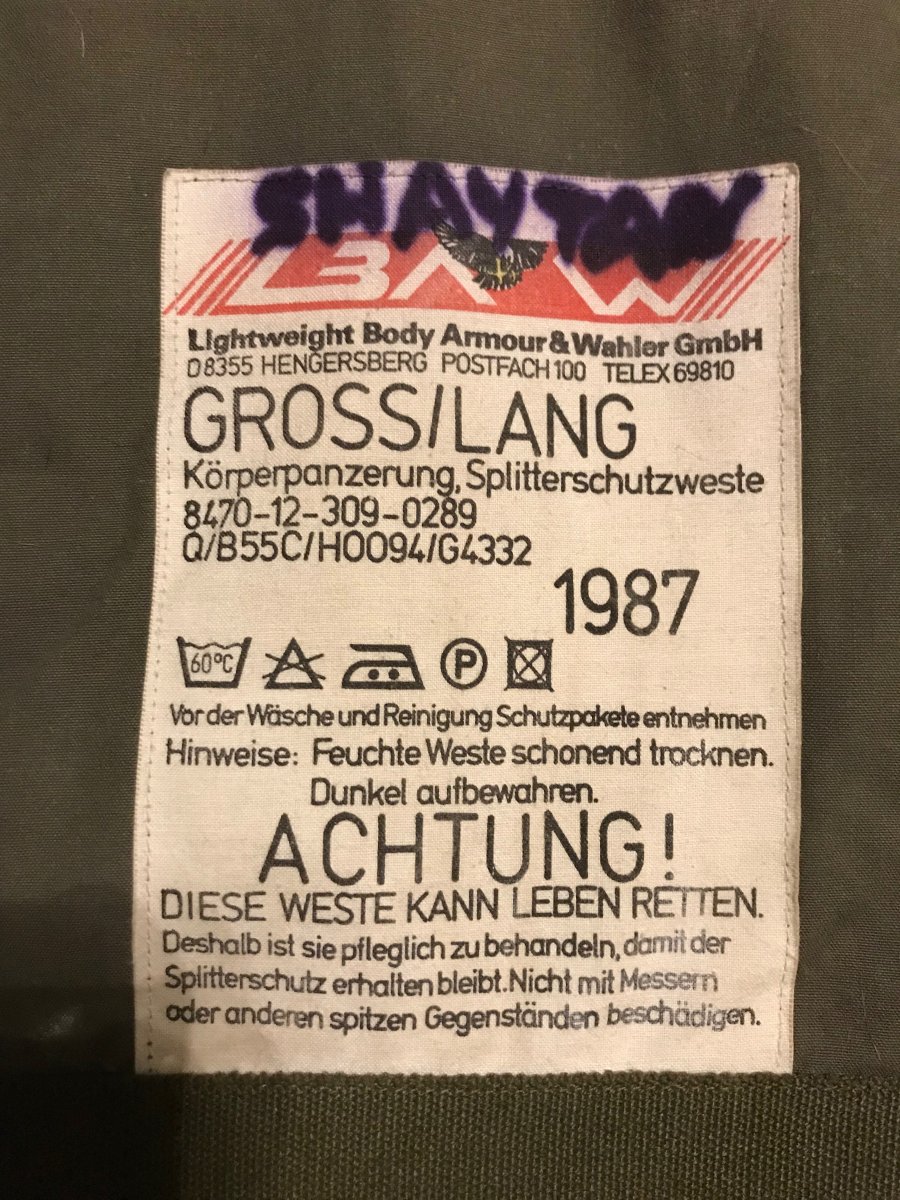 SHAYTAN
LBAW
Lightweight Body Armour & Wahler GmbH
D8355 HENGERSBERG POSTFACH 100 TELEX 69810
GROSS/LANG
Körperpanzerung, Splitterschutzweste
8470-12-309-0289
Q/B55C/H0094/G4332
1987
60°C
P
Vor der Wäsche und Reinigung Schutzpakete entnehmen
Hinweise: Feuchte Weste schonend trocknen.
Dunkel aufbewahren.
ACHTUNG!
DIESE WESTE KANN LEBEN RETTEN.
Deshalb ist sie pfleglich zu behandeln, damit der
Splitterschutz erhalten bleibt. Nicht mit Messern
oder anderen spitzen Gegenständen beschädigen.